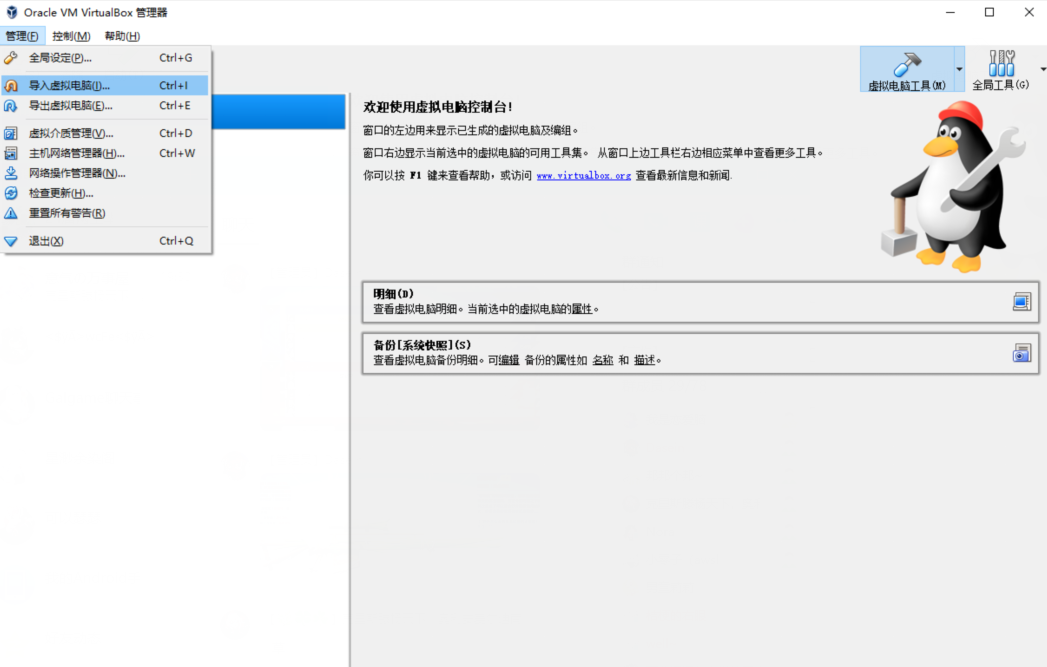 Oracle VM VirtualBox 管理器
管理(F) 控制(M) 帮助(H)
全局设定(P)... Ctrl+G
导入虚拟电脑(I)... Ctrl+I
导出虚拟电脑(E)... Ctrl+E
虚拟介质管理(V)... Ctrl+D
主机网络管理器(H)... Ctrl+W
网络操作管理器(N)...
检查更新(H)...
重置所有警告(R)
退出(X) Ctrl+Q
虚拟电脑工具(M) 全局工具(G)
欢迎使用虚拟电脑控制台!
窗口的左边用来显示已生成的虚拟电脑及编组。
窗口右边显示当前选中的虚拟电脑的可用工具集。 从窗口上边工具栏右边相应菜单中查看更多工具。
你可以按 F1 键来查看帮助，或访问 www.virtualbox.org 查看最新信息和新闻.
明细(D)
查看虚拟电脑明细。当前选中的虚拟电脑的属性。
备份[系统快照](S)
查看虚拟电脑备份明细。可编辑 备份的属性如 名称 和 描述。